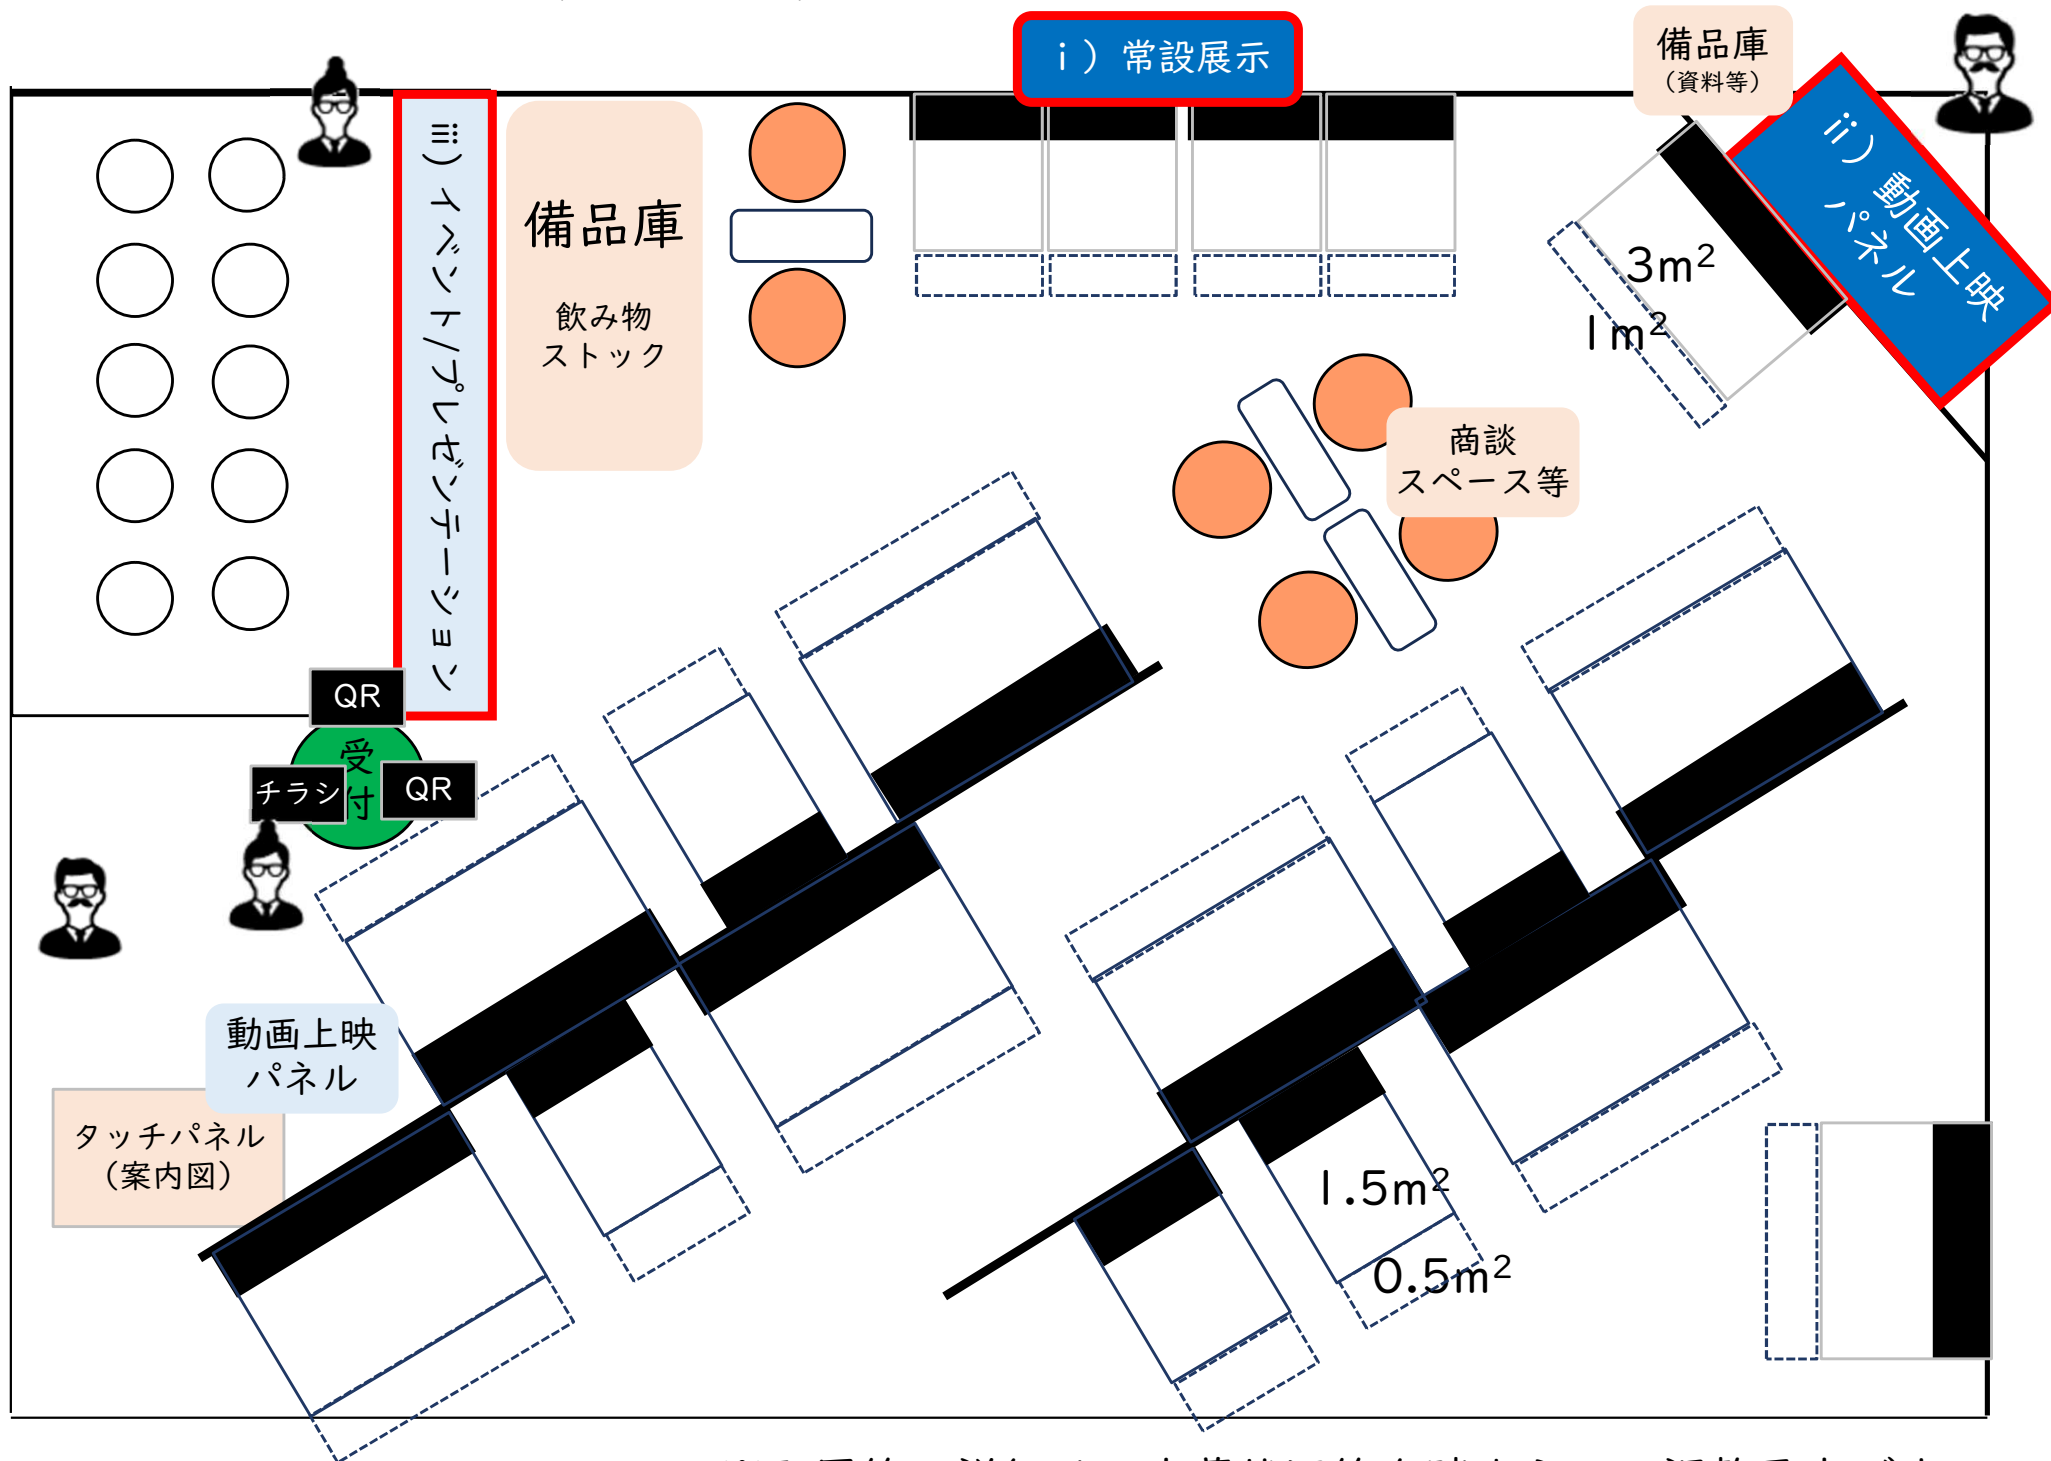 ⅰ）常設展示
備品庫
（資料等）
ⅱ）動画上映
パネル
ⅲ）イベント/プレゼンテーション
備品庫
飲み物
ストック
3m²
1m²
商談
スペース等
QR
受
付
チラシ
QR
動画上映
パネル
タッチパネル
（案内図）
1.5m²
0.5m²